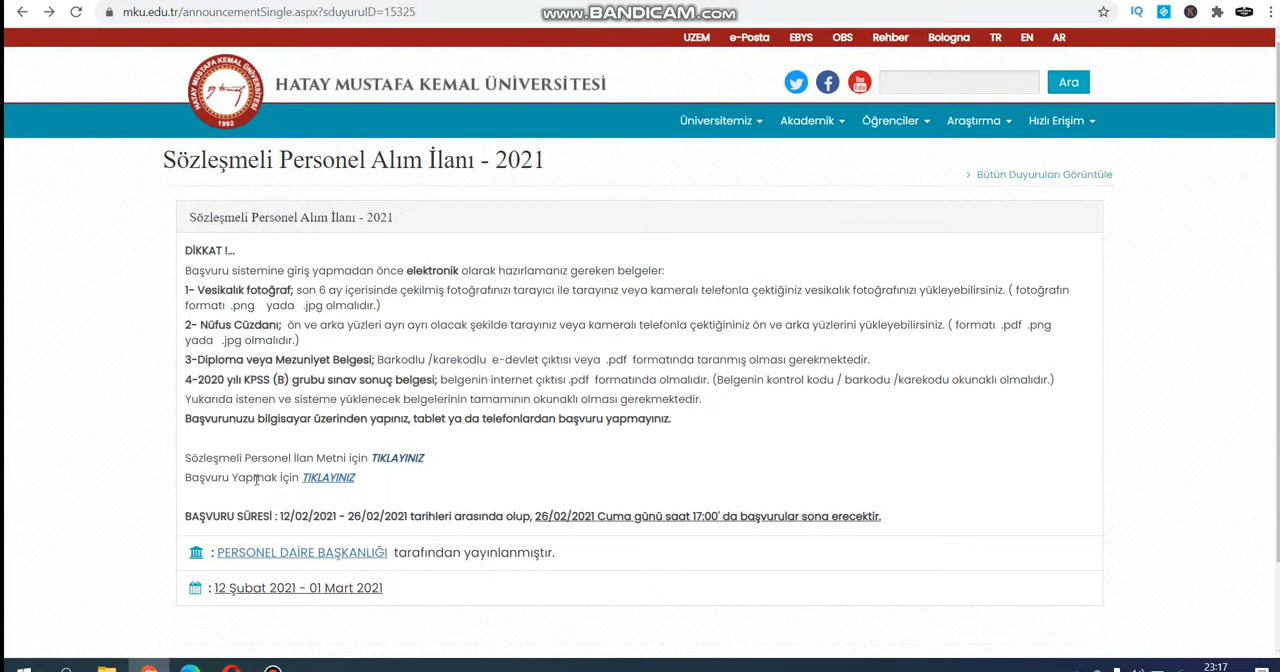 mku.edu.tr/announcementSingle.aspx?sduyuruID=15325
www.BANDICAM.com
UZEM e-Posta EBYS OBS Rehber Bologna TR EN AR
HATAY MUSTAFA KEMAL ÜNİVERSİTESİ
1992
HATAY MUSTAFA KEMAL ÜNİVERSİTESİ
You Tube
Ara
Üniversitemiz Akademik Öğrenciler Araştırma Hızlı Erişim
Sözleşmeli Personel Alım İlanı - 2021
> Bütün Duyuruları Görüntüle
Sözleşmeli Personel Alım İlanı - 2021
DİKKAT !...
Başvuru sistemine giriş yapmadan önce elektronik olarak hazırlamanız gereken belgeler:
1- Vesikalık fotoğraf; son 6 ay içerisinde çekilmiş fotoğrafınızı tarayıcı ile tarayınız veya kameralı telefonla çektiğiniz vesikalık fotoğrafınızı yükleyebilirsiniz. ( fotoğrafın
formatı .png yada .jpg olmalıdır.)
2- Nüfus Cüzdanı; ön ve arka yüzleri ayrı ayrı olacak şekilde tarayınız veya kameralı telefonla çektiğininiz ön ve arka yüzlerini yükleyebilirsiniz. ( formatı .pdf .png
yada .jpg olmalıdır.)
3-Diploma veya Mezuniyet Belgesi; Barkodlu /karekodlu e-devlet çıktısı veya .pdf formatında taranmış olması gerekmektedir.
4-2020 yılı KPSS (B) grubu sınav sonuç belgesi; belgenin internet çıktısı .pdf formatında olmalıdır. (Belgenin kontrol kodu / barkodu /karekodu okunaklı olmalıdır.)
Yukarıda istenen ve sisteme yüklenecek belgelerinin tamamının okunaklı olması gerekmektedir.
Başvurunuzu bilgisayar üzerinden yapınız, tablet ya da telefonlardan başvuru yapmayınız.
Sözleşmeli Personel İlan Metni için TIKLAYINIZ
Başvuru Yapmak İçin TIKLAYINIZ
BAŞVURU SÜRESİ : 12/02/2021 - 26/02/2021 tarihleri arasında olup, 26/02/2021 Cuma günü saat 17:00' da başvurular sona erecektir.
: PERSONEL DAİRE BAŞKANLIĞI tarafından yayınlanmıştır.
: 12 Şubat 2021 - 01 Mart 2021
23:17